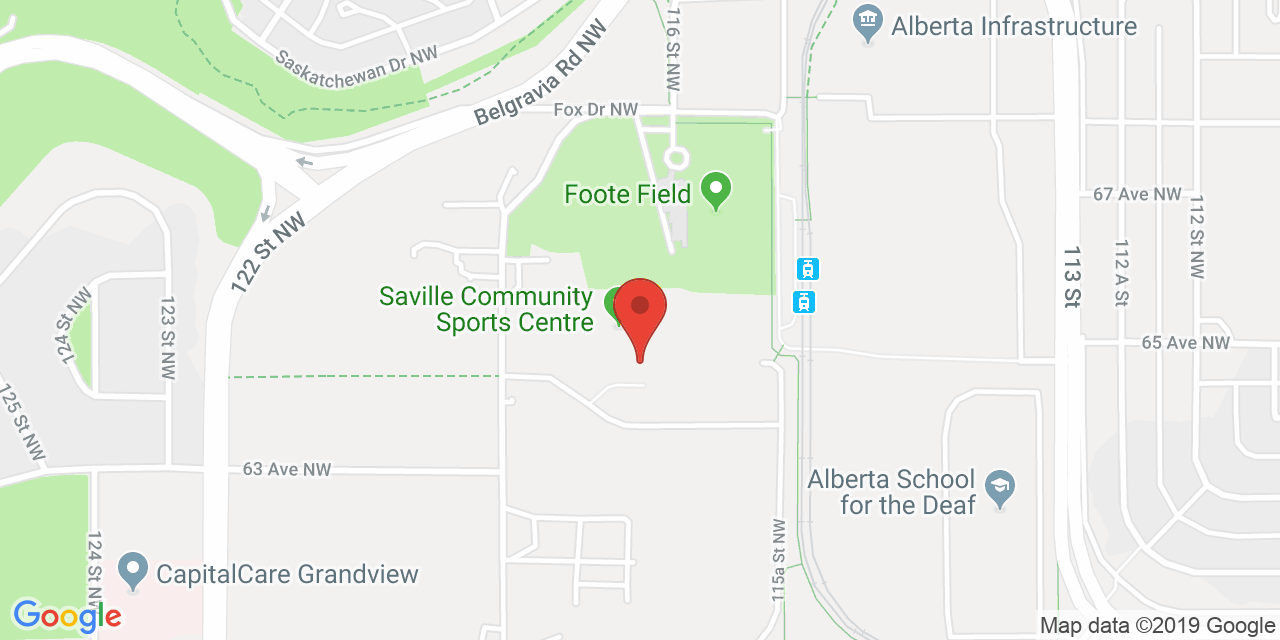 116 St NW
Alberta Infrastructure
Saskatchewan Dr NW
Belgravia Rd NW
Fox Dr NW
Foote Field
67 Ave NW
112 St NW
122 St NW
112 A St
113 St
Saville Community
Sports Centre
124 St NW
123 St NW
65 Ave NW
125 St NW
63 Ave NW
Alberta School
for the Deaf
124 St NW
CapitalCare Grandview
115a St NW
Google
Map data ©2019 Google